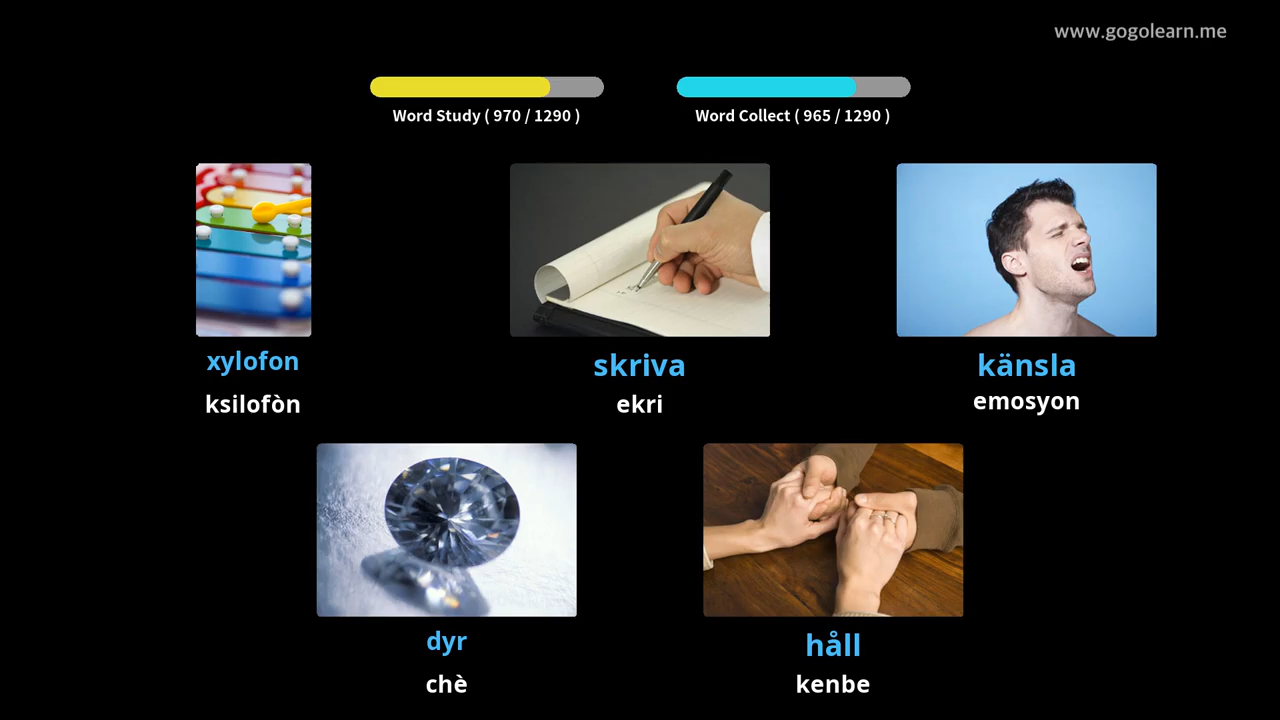 www.gogolearn.me
Word Study ( 970 / 1290 )
Word Collect ( 965 / 1290 )
xylofon
ksilofòn
skriva
ekri
känsla
emosyon
dyr
chè
håll
kenbe